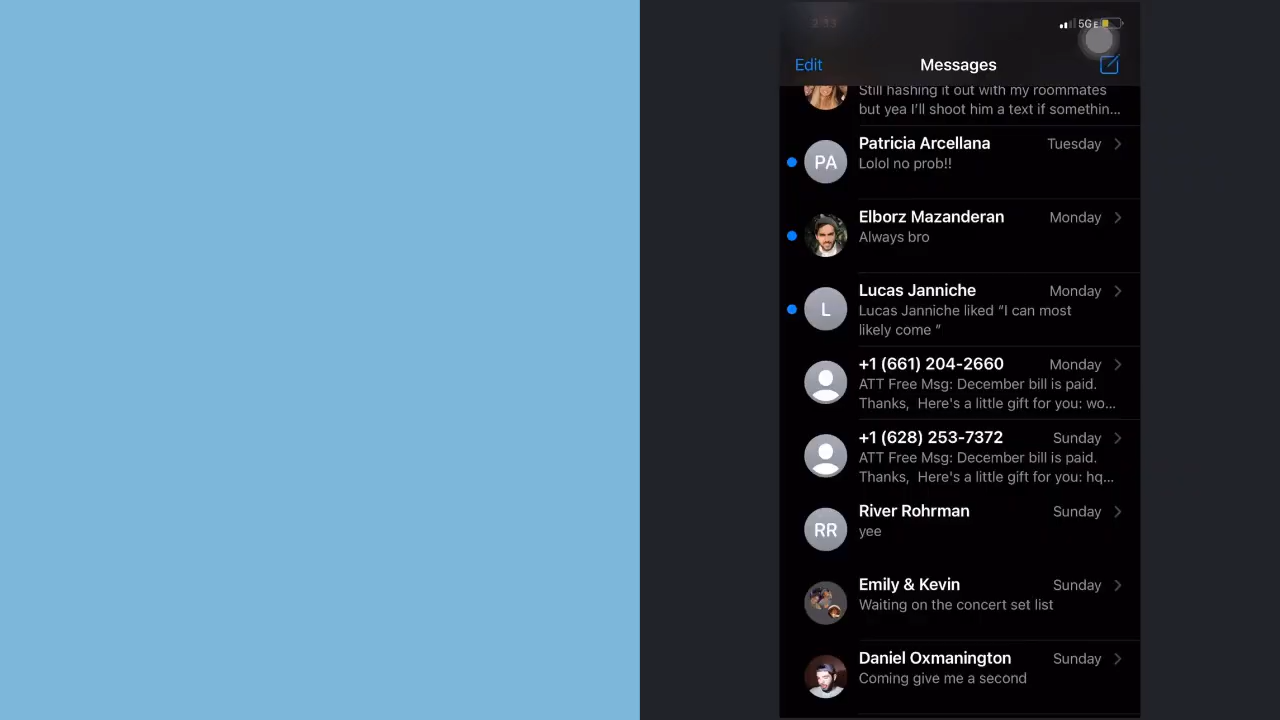 2:33
5GE
Edit
Messages
Still hashing it out with my roommates
but yea I’ll shoot him a text if somethin...
Patricia Arcellana
Tuesday
PA
Lolol no prob!!
Elborz Mazanderan
Monday
Always bro
Lucas Janniche
Monday
L
Lucas Janniche liked “I can most
likely come ”
+1 (661) 204-2660
Monday
ATT Free Msg: December bill is paid.
Thanks,  Here's a little gift for you: wo...
+1 (628) 253-7372
Sunday
ATT Free Msg: December bill is paid.
Thanks,  Here's a little gift for you: hq...
River Rohrman
Sunday
RR
yee
Emily & Kevin
Sunday
Waiting on the concert set list
Daniel Oxmanington
Sunday
Coming give me a second